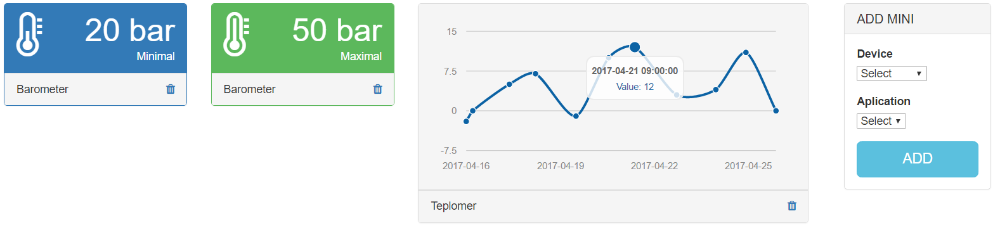 20 bar
Minimal
Barometer
50 bar
Maximal
Barometer
15
7.5
0
-7.5
2017-04-16 2017-04-19 2017-04-22 2017-04-25
2017-04-21 09:00:00
Value: 12
Teplomer
ADD MINI
Device
Select
Aplication
Select
ADD